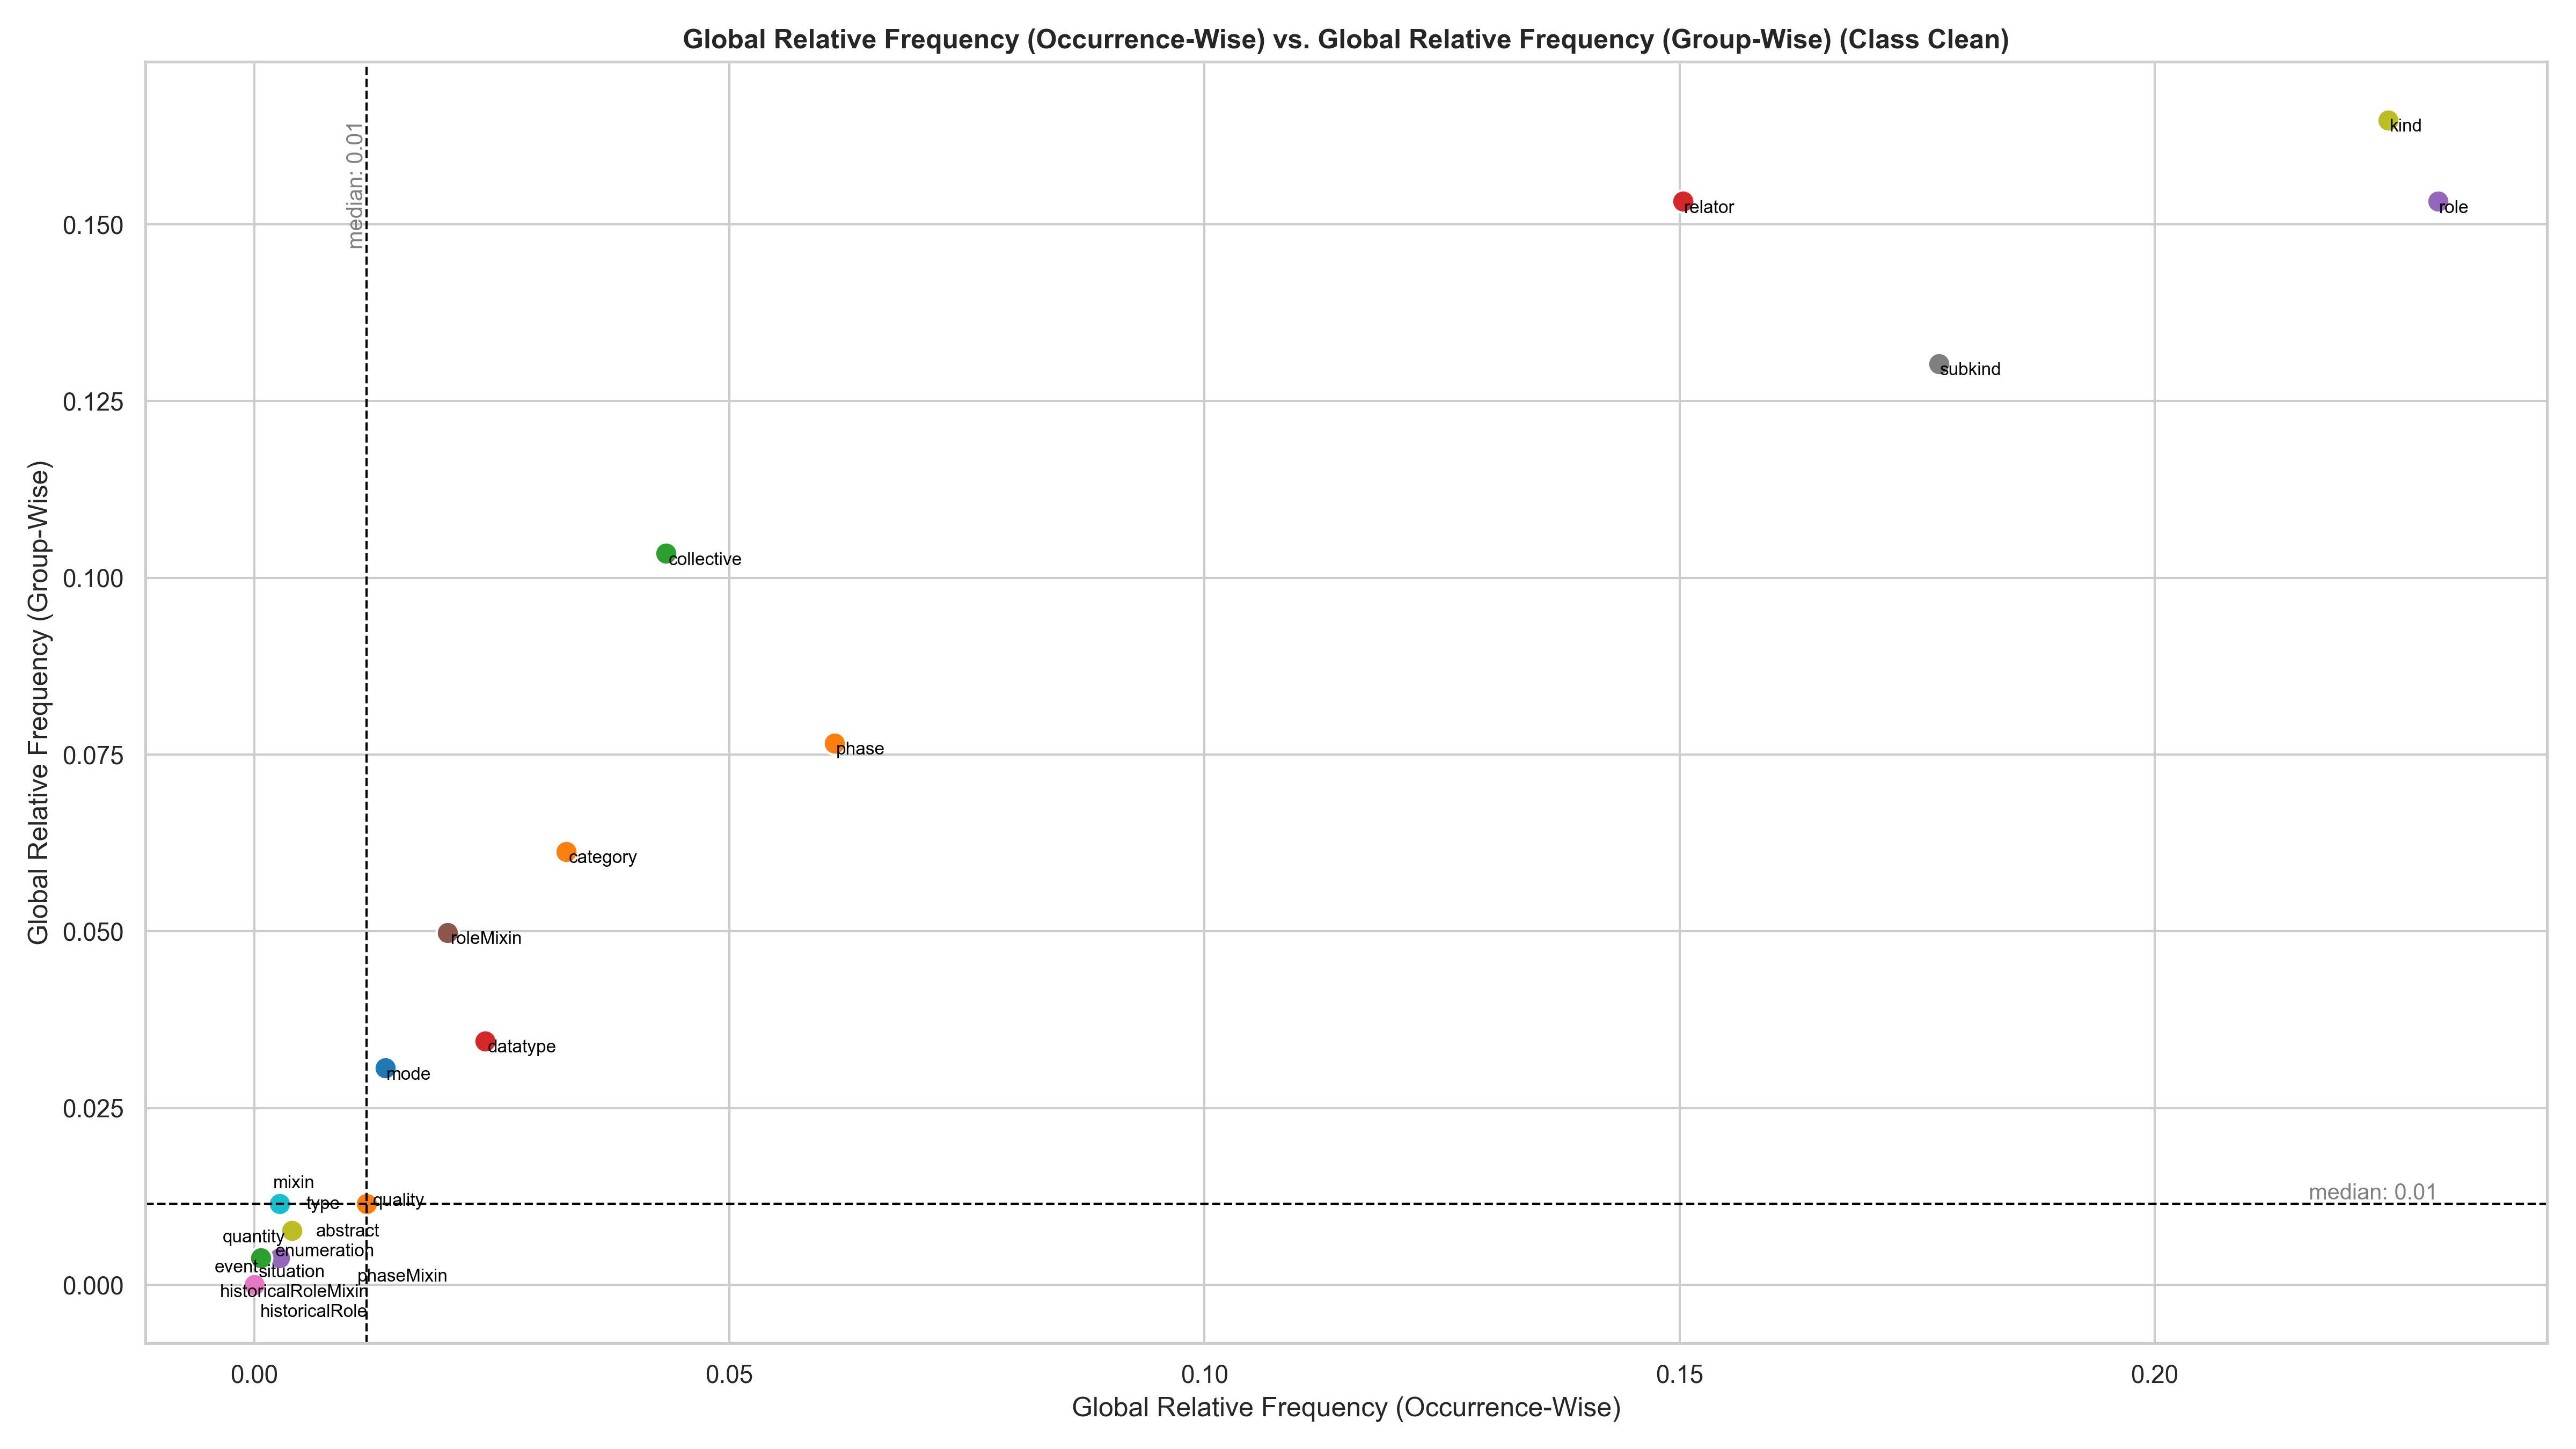 Global Relative Frequency (Occurrence-Wise) vs. Global Relative Frequency (Group-Wise) (Class Clean)
Global Relative Frequency (Group-Wise)
0.150
0.125
0.100
0.075
0.050
0.025
0.000
median: 0.01
kind
relator
role
subkind
collective
phase
category
roleMixin
datatype
mode
mixin
type
quality
median: 0.01
quantity
abstract
enumeration
event
situation
phaseMixin
historicalRoleMixin
historicalRole
0.00
0.05
0.10
0.15
0.20
Global Relative Frequency (Occurrence-Wise)